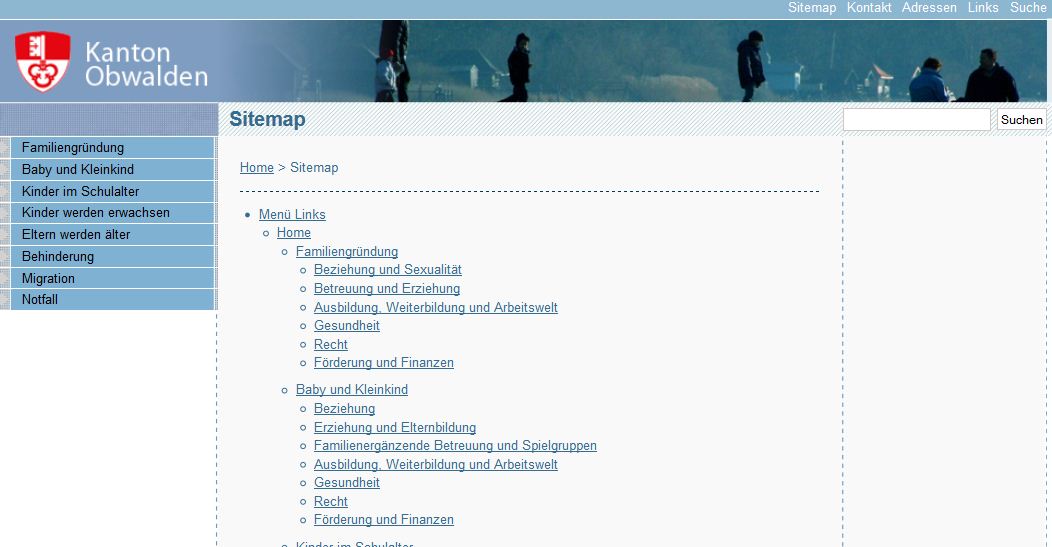 Sitemap Kontakt Adressen Links Suche
Kanton
Obwalden
Sitemap
Suchen
Familiengründung
Baby und Kleinkind
Kinder im Schulalter
Kinder werden erwachsen
Eltern werden älter
Behinderung
Migration
Notfall
Home > Sitemap
Menü Links
Home
Familiengründung
Beziehung und Sexualität
Betreuung und Erziehung
Ausbildung, Weiterbildung und Arbeitswelt
Gesundheit
Recht
Förderung und Finanzen
Baby und Kleinkind
Beziehung
Erziehung und Elternbildung
Familienergänzende Betreuung und Spielgruppen
Ausbildung, Weiterbildung und Arbeitswelt
Gesundheit
Recht
Förderung und Finanzen
Kinder im Schulalter